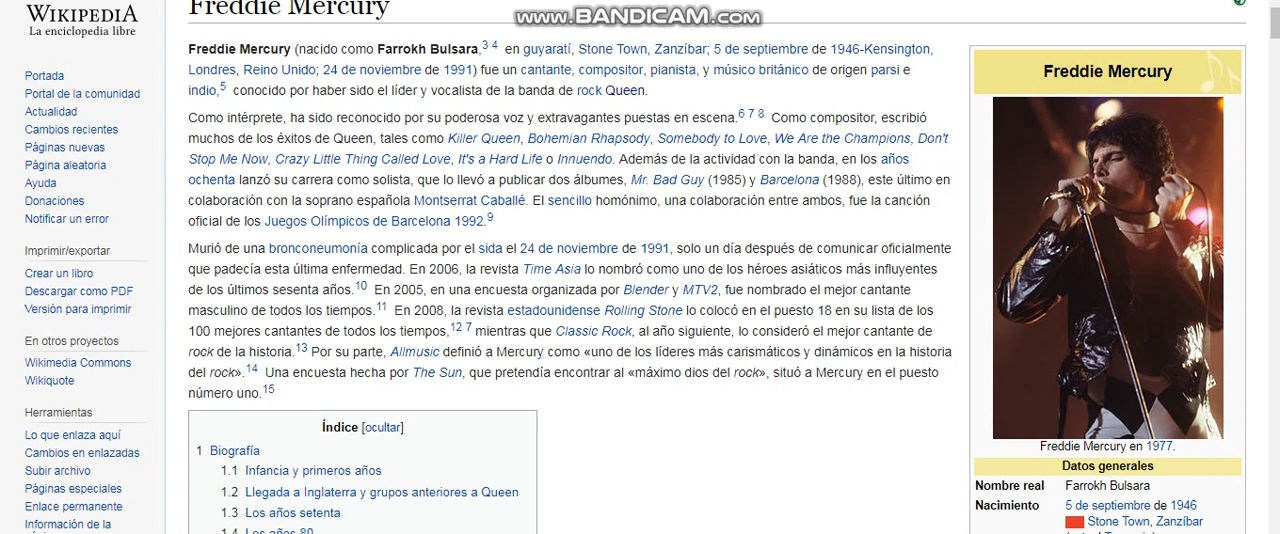 Freddie Mercury
www.BANDICAM.com
WIKIPEDIA
La enciclopedia libre
Portada
Portal de la comunidad
Actualidad
Cambios recientes
Páginas nuevas
Página aleatoria
Ayuda
Donaciones
Notificar un error
Imprimir/exportar
Crear un libro
Descargar como PDF
Versión para imprimir
En otros proyectos
Wikimedia Commons
Wikiquote
Herramientas
Lo que enlaza aquí
Cambios en enlazadas
Subir archivo
Páginas especiales
Enlace permanente
Información de la
Freddie Mercury (nacido como Farrokh Bulsara,3 4 en guyaratí, Stone Town, Zanzíbar; 5 de septiembre de 1946-Kensington,
Londres, Reino Unido; 24 de noviembre de 1991) fue un cantante, compositor, pianista, y músico británico de origen parsi e
indio,5 conocido por haber sido el líder y vocalista de la banda de rock Queen.
Como intérprete, ha sido reconocido por su poderosa voz y extravagantes puestas en escena.6 7 8 Como compositor, escribió
muchos de los éxitos de Queen, tales como Killer Queen, Bohemian Rhapsody, Somebody to Love, We Are the Champions, Don't
Stop Me Now, Crazy Little Thing Called Love, It's a Hard Life o Innuendo. Además de la actividad con la banda, en los años
ochenta lanzó su carrera como solista, que lo llevó a publicar dos álbumes, Mr. Bad Guy (1985) y Barcelona (1988), este último en
colaboración con la soprano española Montserrat Caballé. El sencillo homónimo, una colaboración entre ambos, fue la canción
oficial de los Juegos Olímpicos de Barcelona 1992.9
Murió de una bronconeumonía complicada por el sida el 24 de noviembre de 1991, solo un día después de comunicar oficialmente
que padecía esta última enfermedad. En 2006, la revista Time Asia lo nombró como uno de los héroes asiáticos más influyentes
de los últimos sesenta años.10 En 2005, en una encuesta organizada por Blender y MTV2, fue nombrado el mejor cantante
masculino de todos los tiempos.11 En 2008, la revista estadounidense Rolling Stone lo colocó en el puesto 18 en su lista de los
100 mejores cantantes de todos los tiempos,12 7 mientras que Classic Rock, al año siguiente, lo consideró el mejor cantante de
rock de la historia.13 Por su parte, Allmusic definió a Mercury como «uno de los líderes más carismáticos y dinámicos en la historia
del rock».14 Una encuesta hecha por The Sun, que pretendía encontrar al «máximo dios del rock», situó a Mercury en el puesto
número uno.15
Índice [ocultar]
1 Biografía
1.1 Infancia y primeros años
1.2 Llegada a Inglaterra y grupos anteriores a Queen
1.3 Los años setenta
1.4 Los años 80
Freddie Mercury
Freddie Mercury en 1977.
Datos generales
Nombre real Farrokh Bulsara
Nacimiento 5 de septiembre de 1946
Stone Town, Zanzíbar